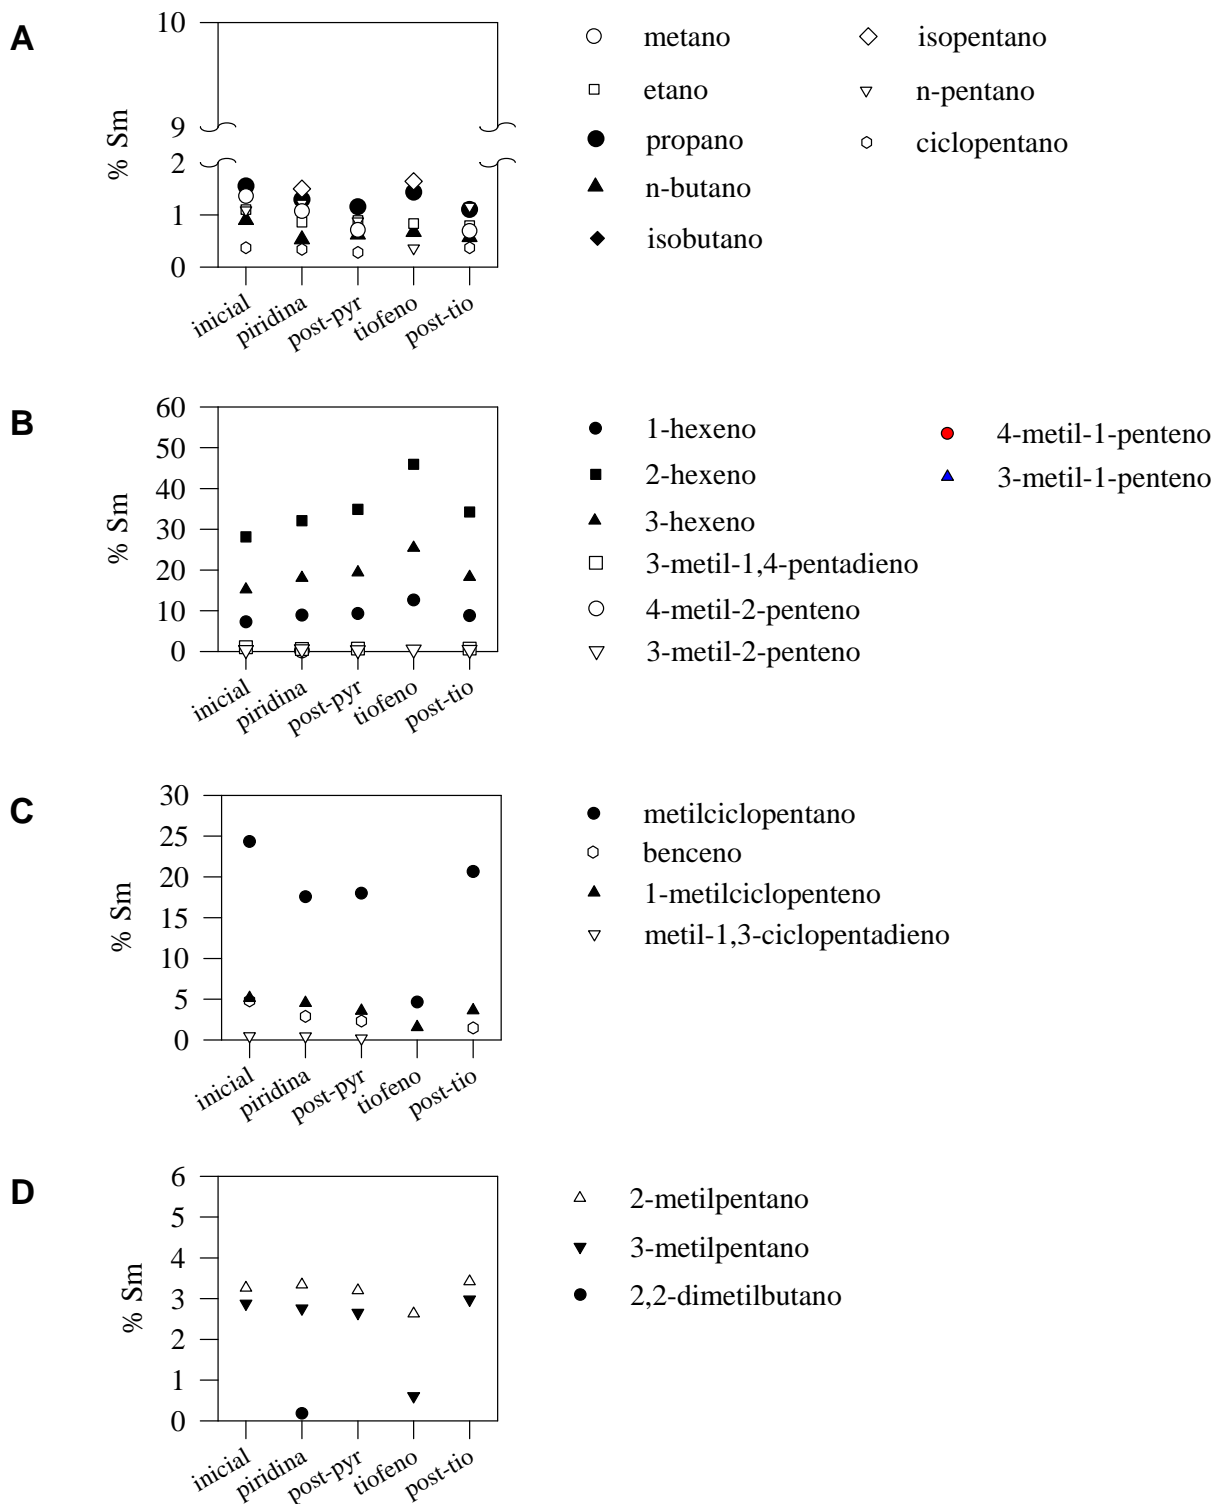 A
% Sm
10
9
2
1
0
inicial
piridina
post-pyr
tiofeno
post-tio
metano
etano
propano
n-butano
isobutano
isopentano
n-pentano
ciclopentano
B
% Sm
60
50
40
30
20
10
0
inicial
piridina
post-pyr
tiofeno
post-tio
1-hexeno
2-hexeno
3-hexeno
3-metil-1,4-pentadieno
4-metil-2-penteno
3-metil-2-penteno
4-metil-1-penteno
3-metil-1-penteno
C
% Sm
30
25
20
15
10
5
0
inicial
piridina
post-pyr
tiofeno
post-tio
metilciclopentano
benceno
1-metilciclopenteno
metil-1,3-ciclopentadieno
D
% Sm
6
5
4
3
2
1
0
inicial
piridina
post-pyr
tiofeno
post-tio
2-metilpentano
3-metilpentano
2,2-dimetilbutano